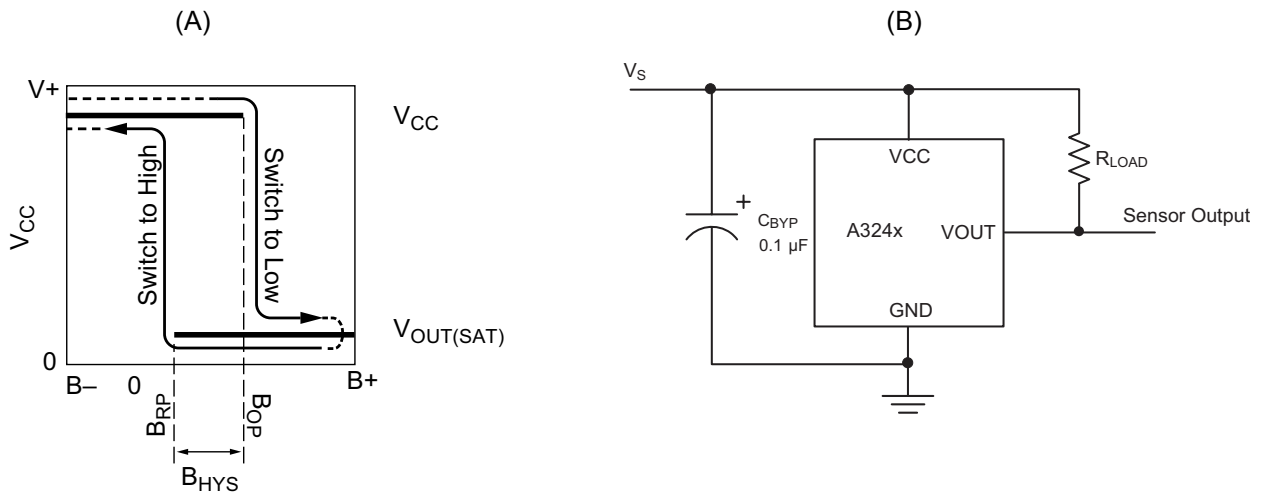 (A)
V+
VCC
Switch to High
Switch to Low
VCC
VOUT(SAT)
0
B–
0
B+
BRP
BOP
BHYS
(B)
VS
VCC
RLOAD
+
CBYP
0.1 µF
A324x
VOUT
Sensor Output
GND